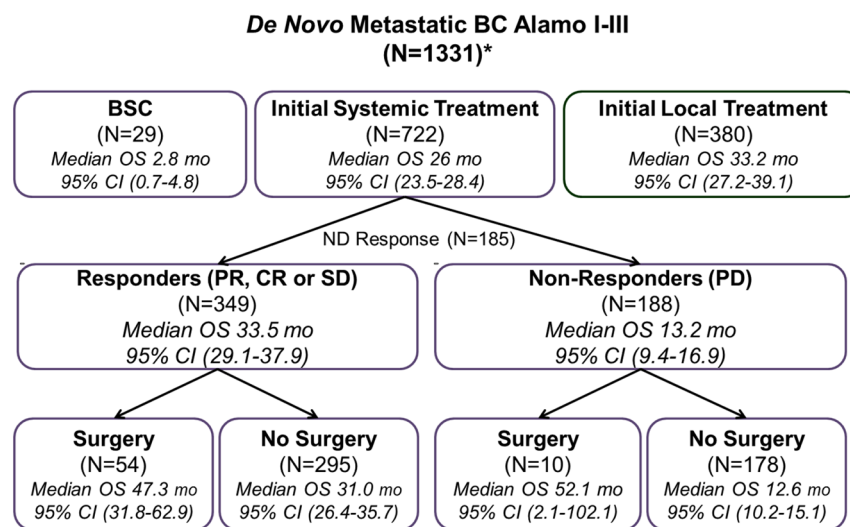 De Novo Metastatic BC Alamo I-III
(N=1331)*
BSC
(N=29)
Median OS 2.8 mo
95% CI (0.7-4.8)
Initial Systemic Treatment
(N=722)
Median OS 26 mo
95% CI (23.5-28.4)
Initial Local Treatment
(N=380)
Median OS 33.2 mo
95% CI (27.2-39.1)
ND Response (N=185)
Responders (PR, CR or SD)
(N=349)
Median OS 33.5 mo
95% CI (29.1-37.9)
Non-Responders (PD)
(N=188)
Median OS 13.2 mo
95% CI (9.4-16.9)
Surgery
(N=54)
Median OS 47.3 mo
95% CI (31.8-62.9)
No Surgery
(N=295)
Median OS 31.0 mo
95% CI (26.4-35.7)
Surgery
(N=10)
Median OS 52.1 mo
95% CI (2.1-102.1)
No Surgery
(N=178)
Median OS 12.6 mo
95% CI (10.2-15.1)